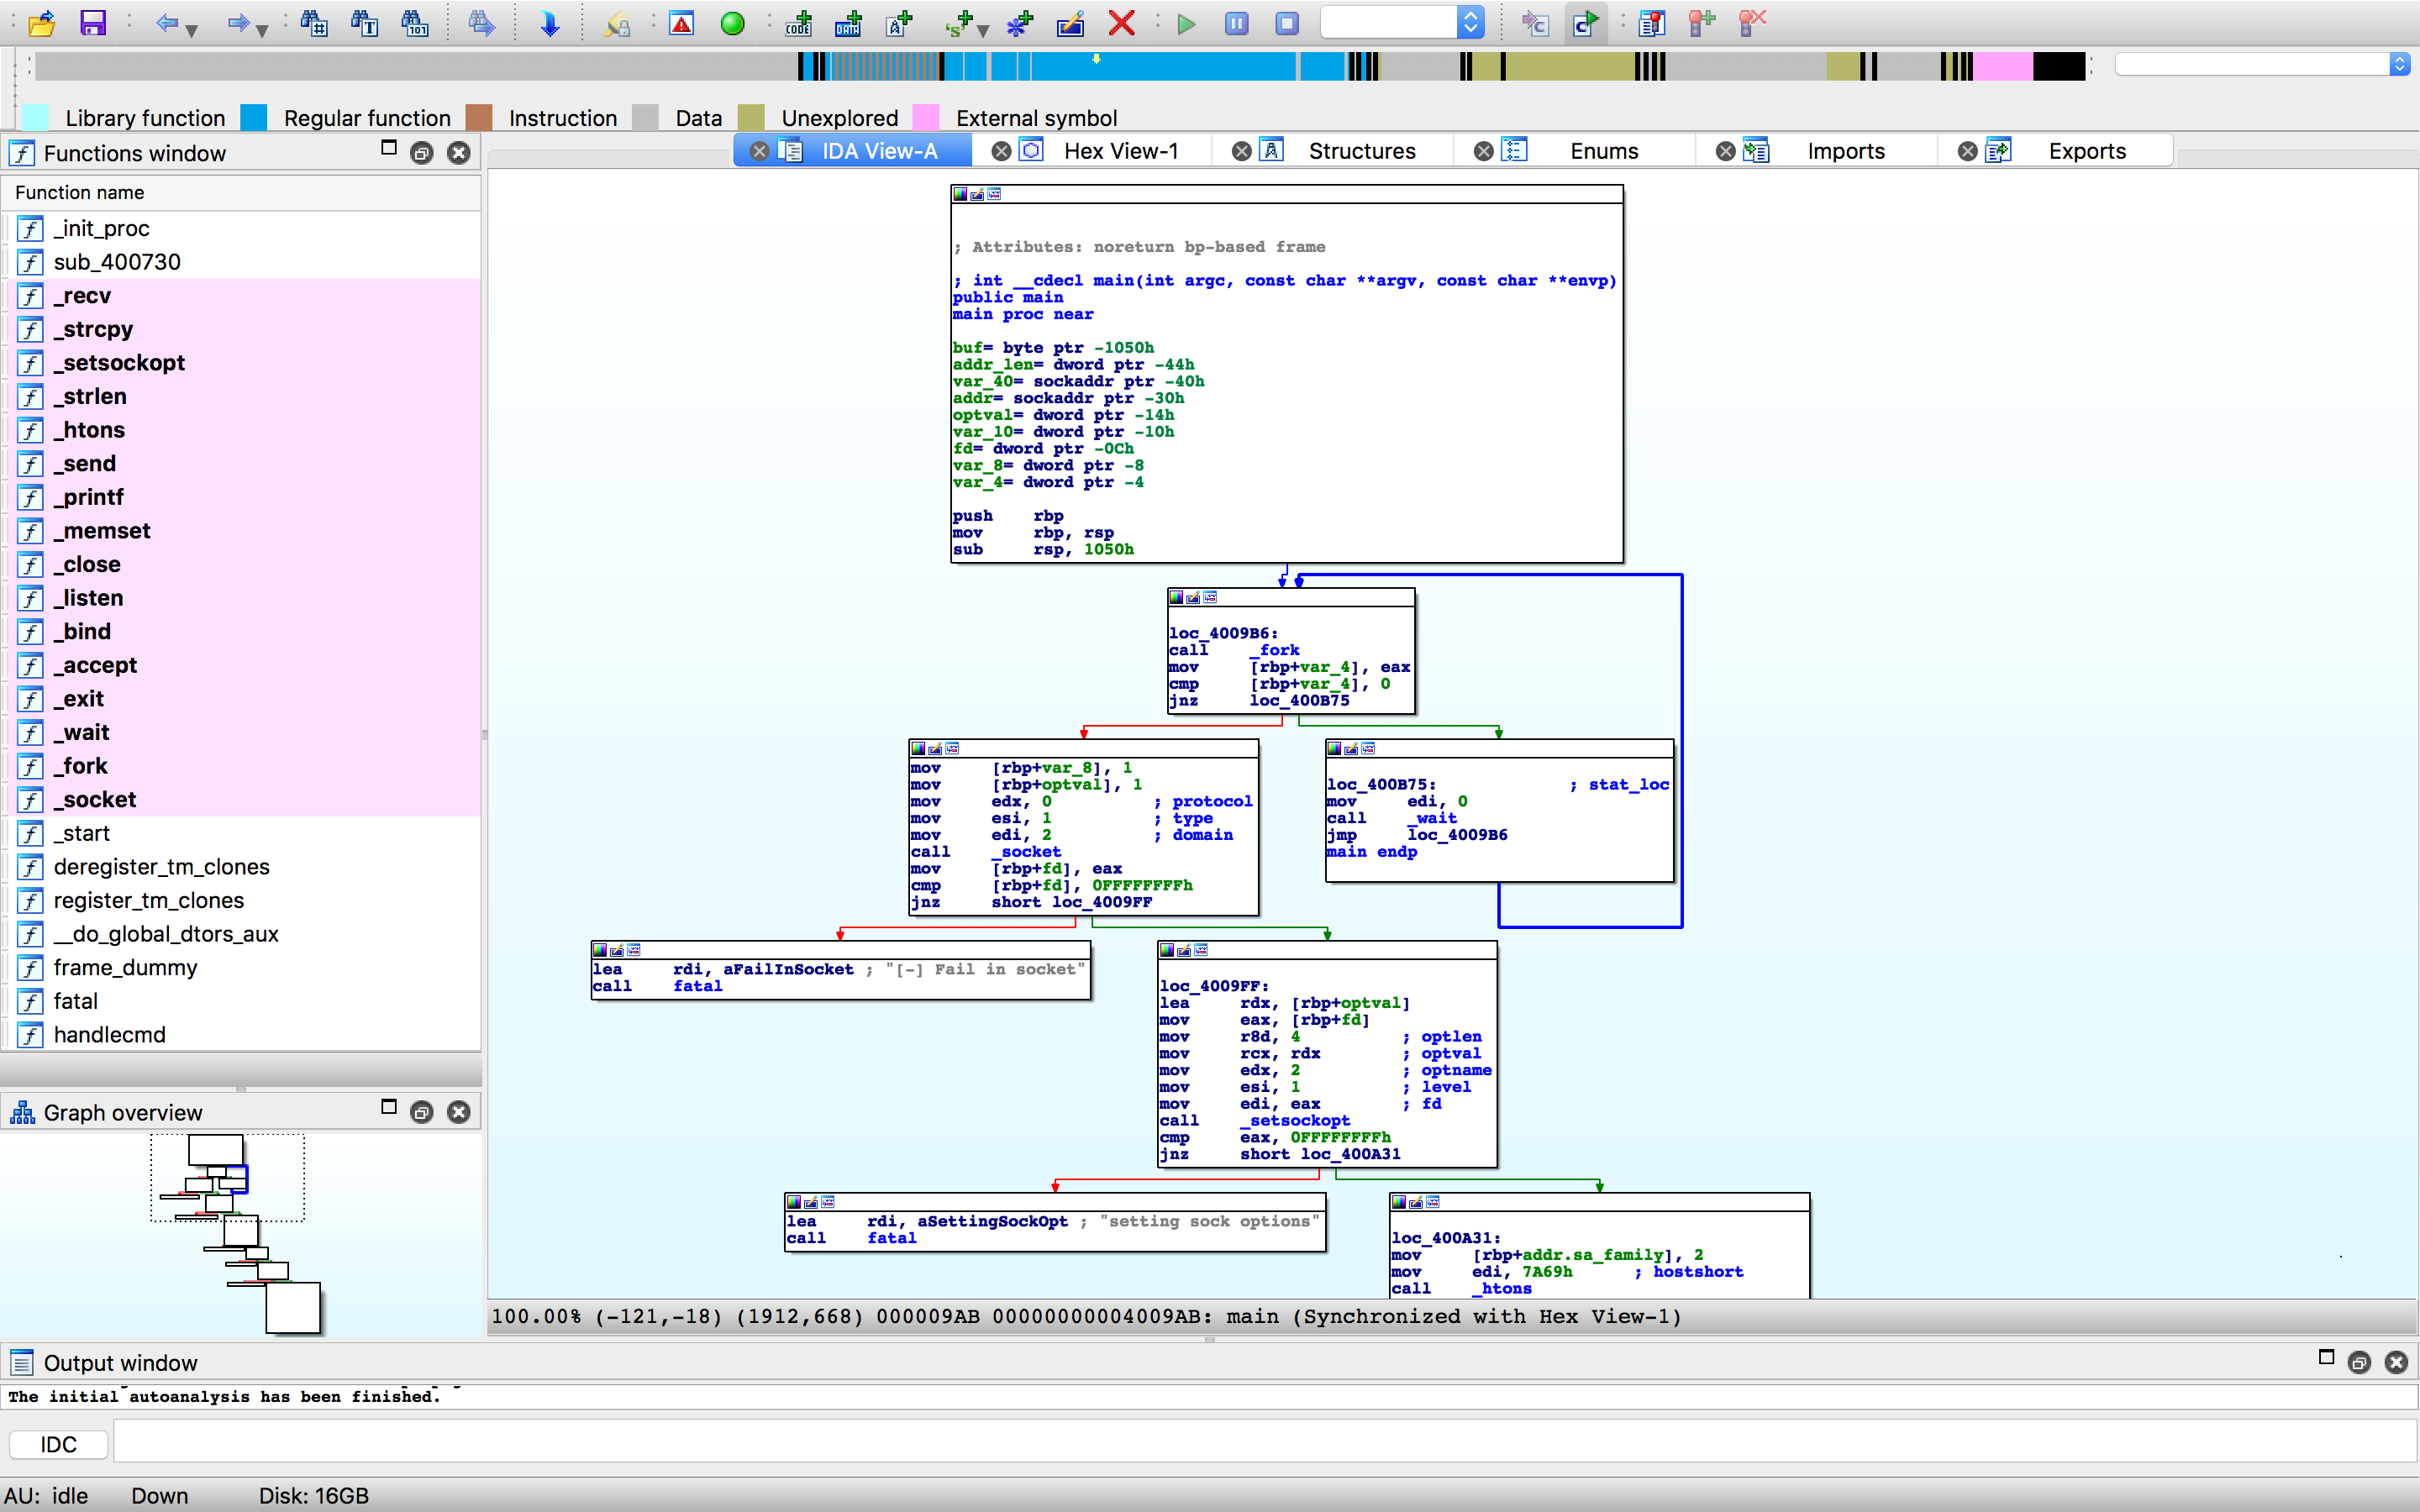 Library function Regular function Instruction Data Unexplored External symbol
Functions window
IDA View-A Hex View-1 Structures Enums Imports Exports
Function name
_init_proc
sub_400730
_recv
_strcpy
_setsockopt
_strlen
_htons
_send
_printf
_memset
_close
_listen
_bind
_accept
_exit
_wait
_fork
_socket
_start
deregister_tm_clones
register_tm_clones
__do_global_dtors_aux
frame_dummy
fatal
handlecmd
Graph overview
; Attributes: noreturn bp-based frame
; int __cdecl main(int argc, const char **argv, const char **envp)
public main
main proc near
buf= byte ptr -1050h
addr_len= dword ptr -44h
var_40= sockaddr ptr -40h
addr= sockaddr ptr -30h
optval= dword ptr -14h
var_10= dword ptr -10h
fd= dword ptr -0Ch
var_8= dword ptr -8
var_4= dword ptr -4
push rbp
mov rbp, rsp
sub rsp, 1050h
loc_4009B6:
call _fork
mov [rbp+var_4], eax
cmp [rbp+var_4], 0
jnz loc_400B75
mov [rbp+var_8], 1
mov [rbp+optval], 1
mov edx, 0 ; protocol
mov esi, 1 ; type
mov edi, 2 ; domain
call _socket
mov [rbp+fd], eax
cmp [rbp+fd], 0FFFFFFFFh
jnz short loc_4009FF
loc_400B75: ; stat_loc
mov edi, 0
call _wait
jmp loc_4009B6
main endp
lea rdi, aFailInSocket ; "[-] Fail in socket"
call fatal
loc_4009FF:
lea rdx, [rbp+optval]
mov eax, [rbp+fd]
mov r8d, 4 ; optlen
mov rcx, rdx ; optval
mov edx, 2 ; optname
mov esi, 1 ; level
mov edi, eax ; fd
call _setsockopt
cmp eax, 0FFFFFFFFh
jnz short loc_400A31
lea rdi, aSettingSockOpt ; "setting sock options"
call fatal
loc_400A31:
mov [rbp+addr.sa_family], 2
mov edi, 7A69h ; hostshort
call _htons
100.00% (-121,-18) (1912,668) 000009AB 00000000004009AB: main (Synchronized with Hex View-1)
Output window
The initial autoanalysis has been finished.
IDC
AU: idle Down Disk: 16GB